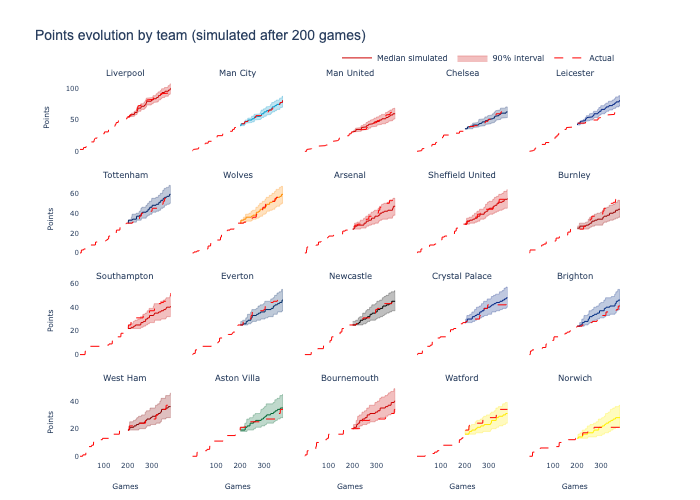 Points evolution by team (simulated after 200 games)
Median simulated 90% interval Actual
Liverpool Man City Man United Chelsea Leicester
100
50
0
Points
Tottenham Wolves Arsenal Sheffield United Burnley
60
40
20
0
Points
Southampton Everton Newcastle Crystal Palace Brighton
60
40
20
0
Points
West Ham Aston Villa Bournemouth Watford Norwich
40
20
0
Points
100 200 300 100 200 300 100 200 300 100 200 300 100 200 300
Games Games Games Games Games